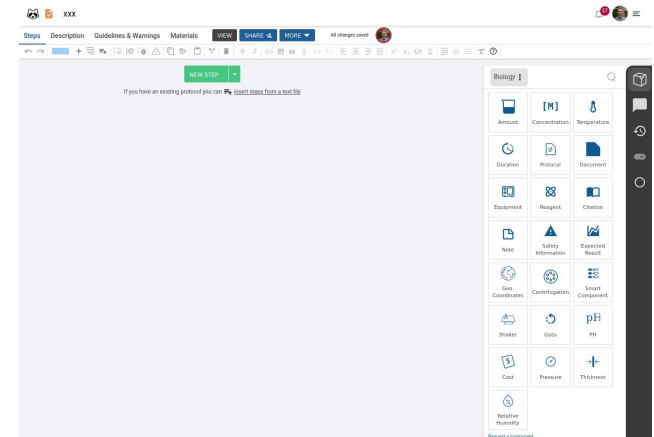 xxx
27
Steps Description Guidelines & Warnings Materials VIEW SHARE MORE All changes saved
NEW STEP
If you have an existing protocol you can insert steps from a text file
Biology
[M]
Amount Concentration Temperature
Duration Protocol Document
Equipment Reagent Citation
Note Safety Information Expected Result
Geo. Coordinates Centrifugation Smart Component
pH
Shaker Goto PH
$
Cost Pressure Thickness
%
Relative
Humidity
Request a component